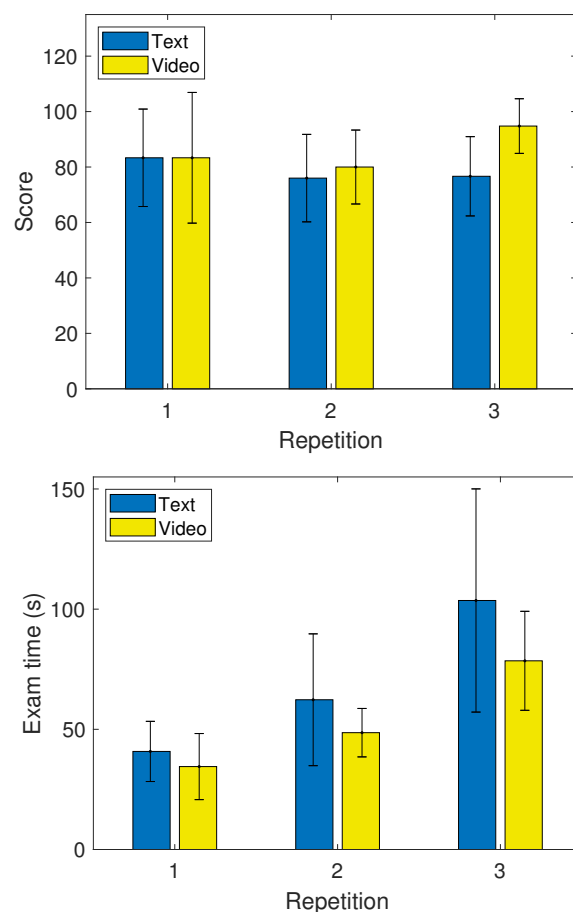 Text
Video
120
100
80
60
40
20
0
Score
1 2 3
Repetition
Text
Video
150
100
50
0
Exam time (s)
1 2 3
Repetition